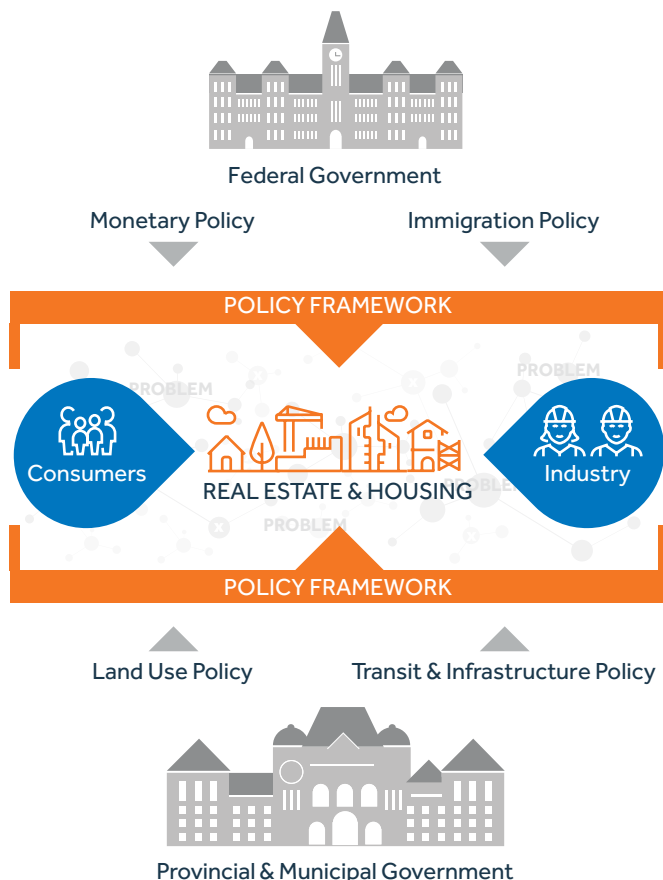 Federal Government
Monetary Policy
Immigration Policy
POLICY FRAMEWORK
PROBLEM
PROBLEM
Consumers
REAL ESTATE & HOUSING
Industry
PROBLEM
PROBLEM
POLICY FRAMEWORK
Land Use Policy
Transit & Infrastructure Policy
Provincial & Municipal Government